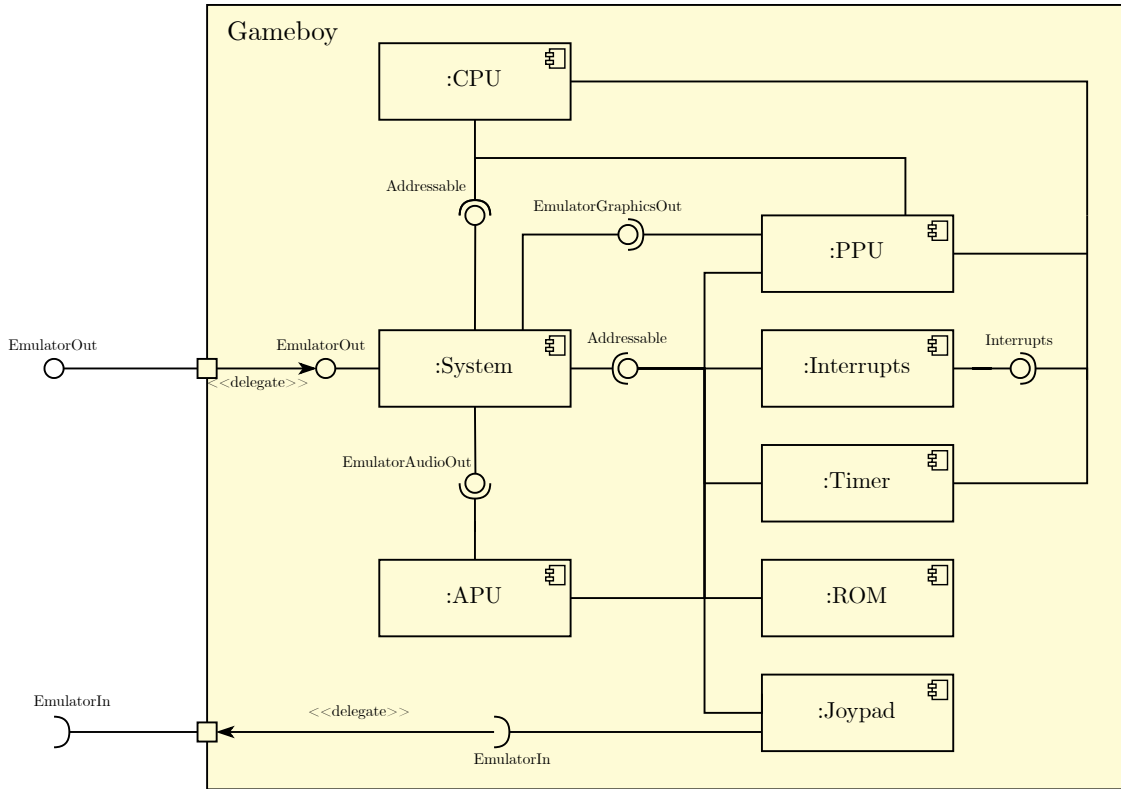 Gameboy
:CPU
Addressable
EmulatorGraphicsOut
:PPU
EmulatorOut
EmulatorOut
<<delegate>>
:System
Addressable
:Interrupts
Interrupts
EmulatorAudioOut
:Timer
:APU
:ROM
EmulatorIn
<<delegate>>
:Joypad
EmulatorIn